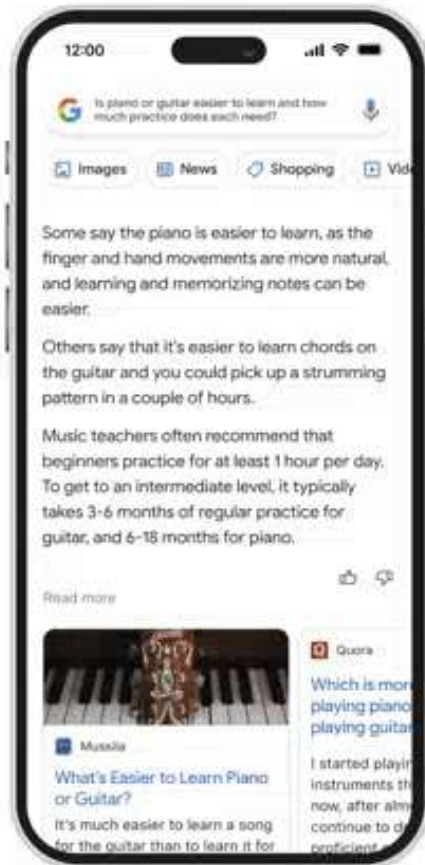 12:00
Is piano or guitar easier to learn and how
much practice does each need?
Images
News
Shopping
Vid
Some say the piano is easier to learn, as the
finger and hand movements are more natural,
and learning and memorizing notes can be
easier.
Others say that it's easier to learn chords on
the guitar and you could pick up a strumming
pattern in a couple of hours.
Music teachers often recommend that
beginners practice for at least 1 hour per day.
To get to an intermediate level, it typically
takes 3-6 months of regular practice for
guitar, and 6-18 months for piano.
Read more
Mussila
What's Easier to Learn Piano
or Guitar?
It's much easier to learn a song
for the guitar than to learn it for
Quora
Which is mor
playing piano
playing guitar
I started playin
instruments th
now, after alm
continue to de
proficient